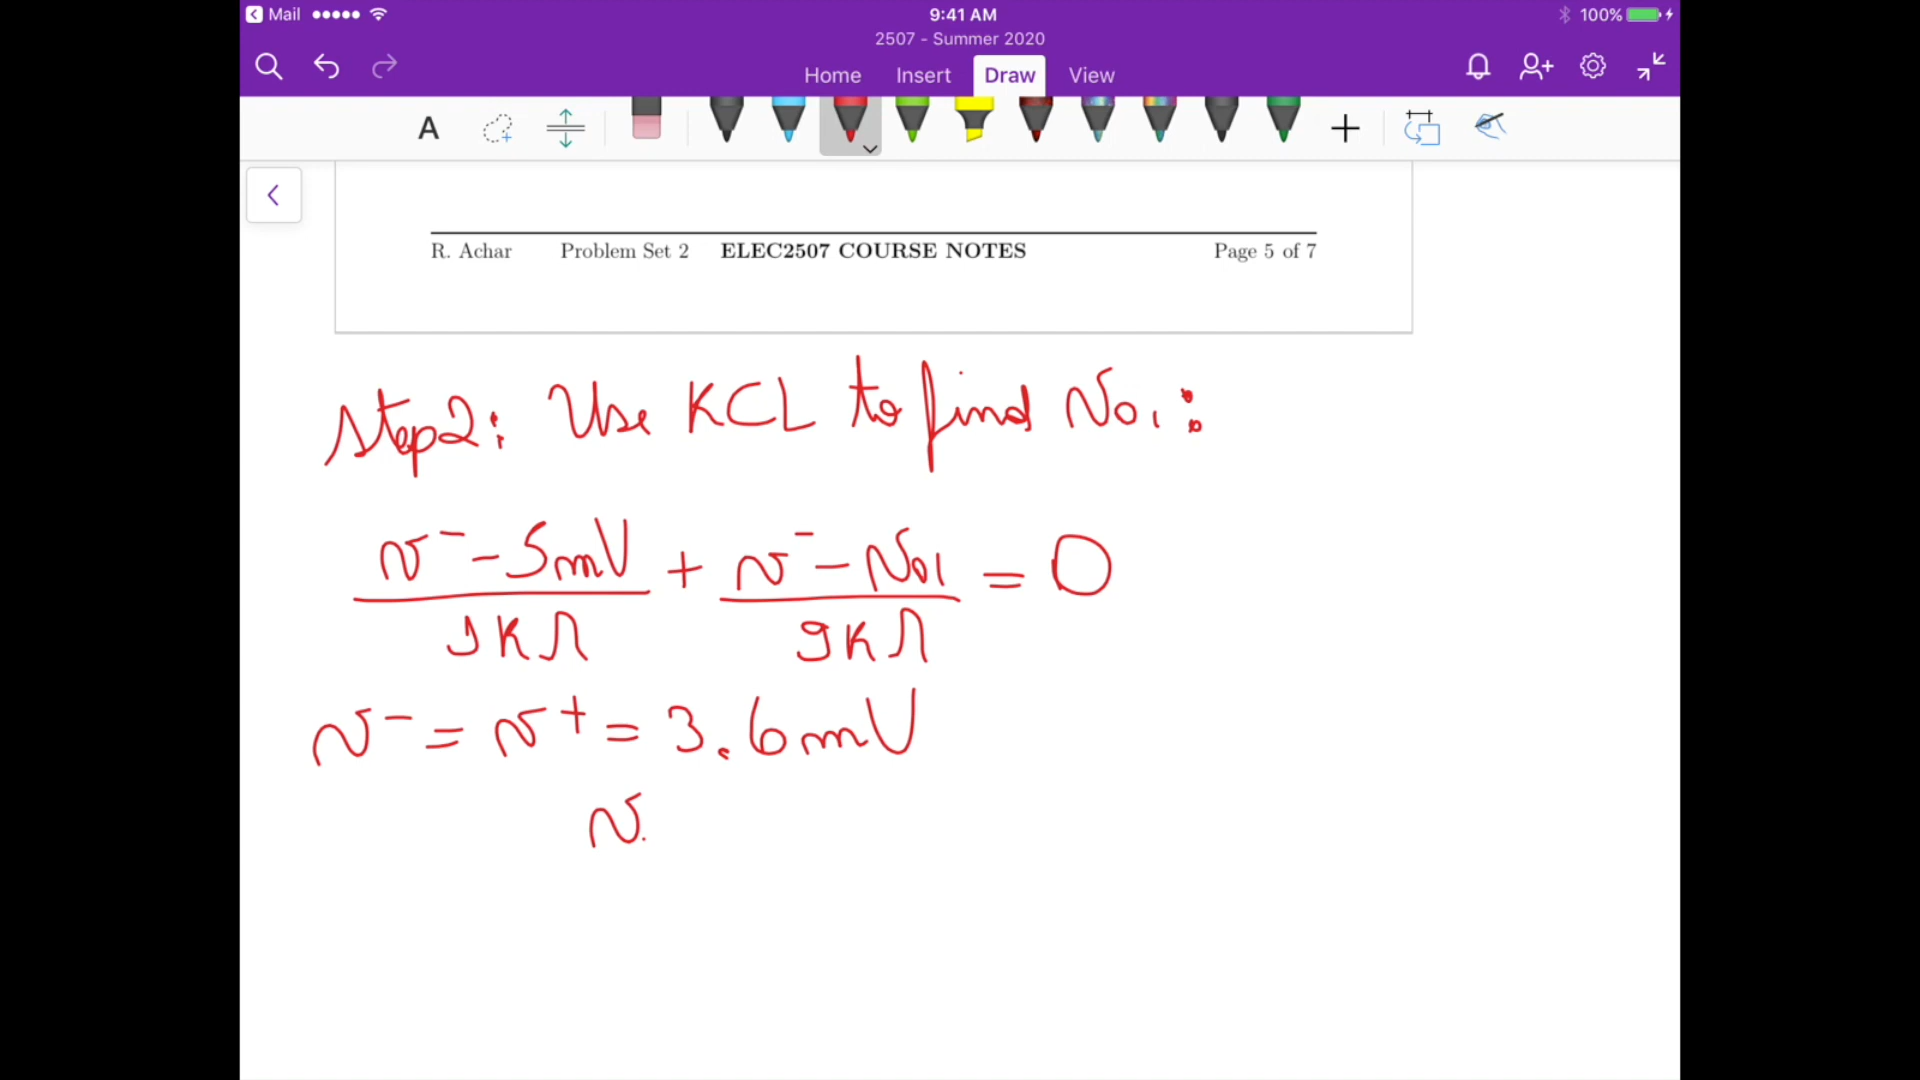 Mail 9:41 AM 100%
2507 - Summer 2020
Home Insert Draw View
A
R. Achar Problem Set 2 ELEC2507 COURSE NOTES Page 5 of 7
Step2: Use KCL to find Vo1:
v⁻ - 5mV / 1KΩ + v⁻ - Vo1 / 9KΩ = 0
v⁻ = v⁺ = 3.6mV
v